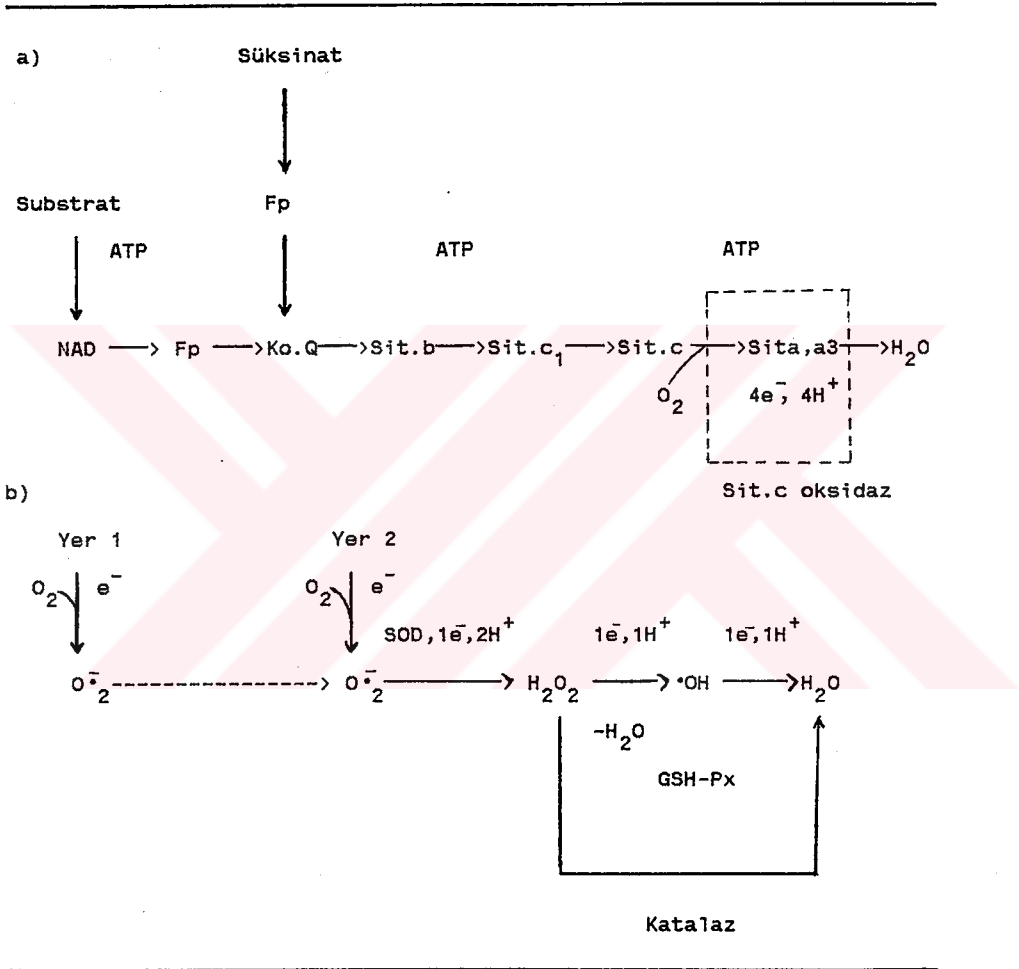 a) Süksinat
Substrat Fp
ATP ATP ATP
NAD Fp Ko.Q Sit.b Sit.c₁ Sit.c Sita,a3 H₂O
O₂ 4e⁻, 4H⁺
Sit.c oksidaz
b)
Yer 1 Yer 2
O₂ e⁻ O₂ e⁻
SOD,1e⁻,2H⁺ 1e⁻,1H⁺ 1e⁻,1H⁺
O•⁻₂ O•⁻₂ H₂O₂ •OH H₂O
-H₂O
GSH-Px
Katalaz